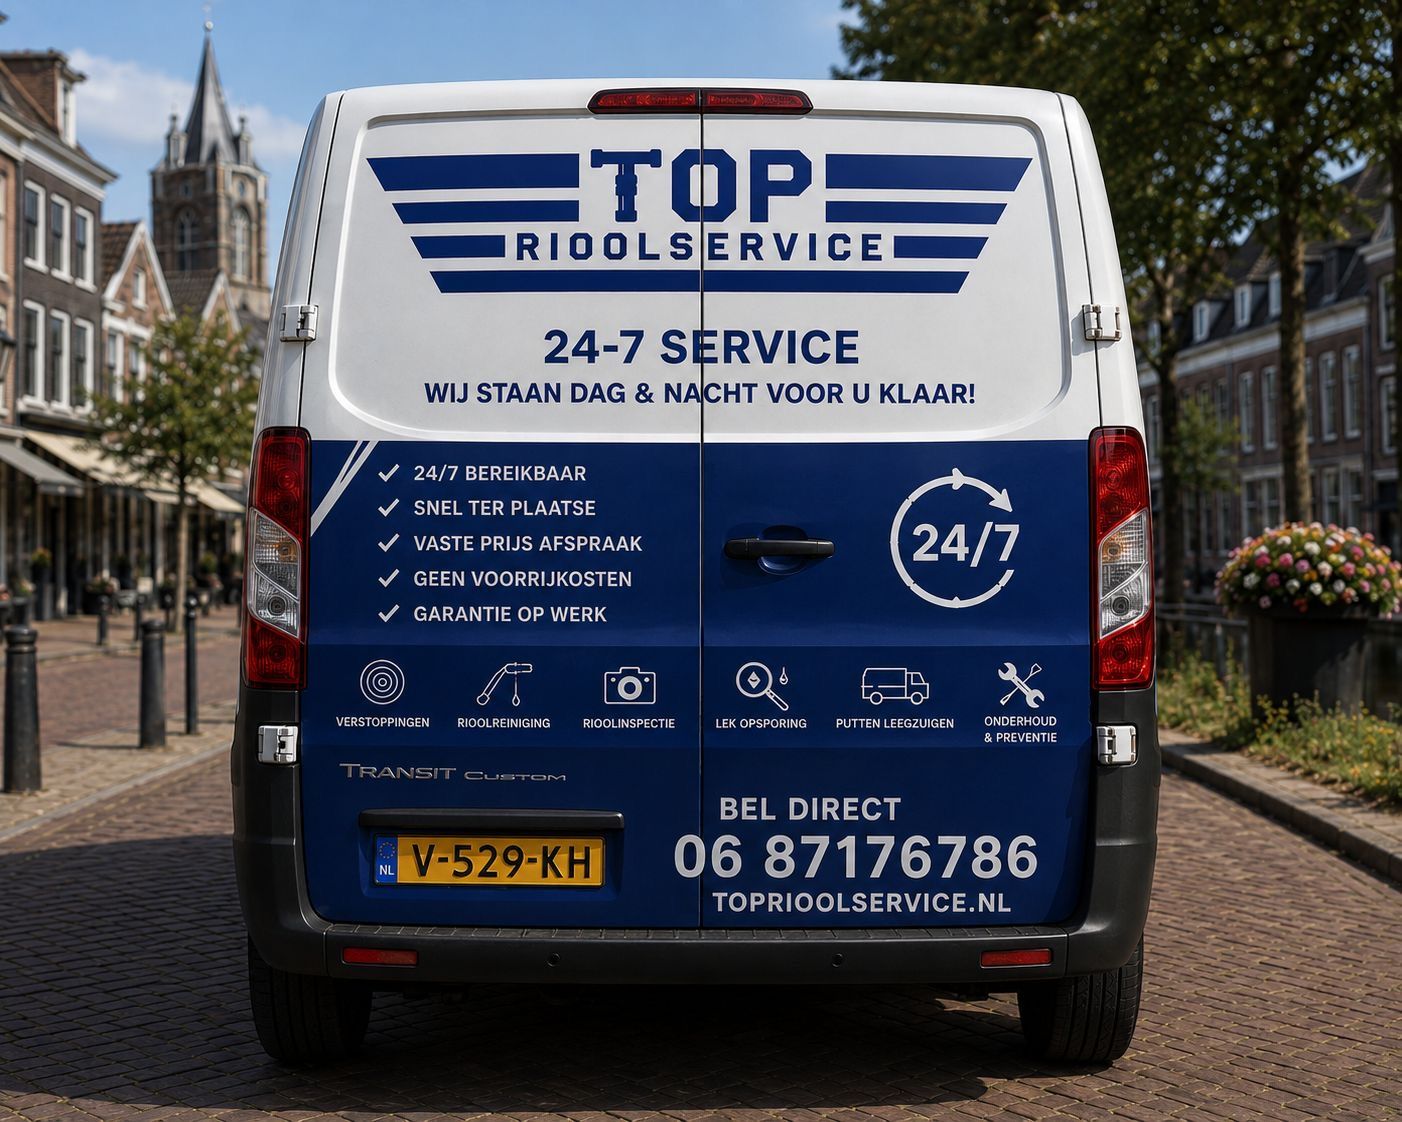 TOP
RIOOLSERVICE
24-7 SERVICE
WIJ STAAN DAG & NACHT VOOR U KLAAR!
24/7 BEREIKBAAR
SNEL TER PLAATSE
VASTE PRIJS AFSPRAAK
GEEN VOORRIJKOSTEN
GARANTIE OP WERK
24/7
VERSTOPPINGEN
RIOOLREINIGING
RIOOLINSPECTIE
LEK OPSPORING
PUTTEN LEEGZUIGEN
ONDERHOUD
& PREVENTIE
TRANSIT CUSTOM
NL V-529-KH
BEL DIRECT
06 87176786
TOPRIOOLSERVICE.NL